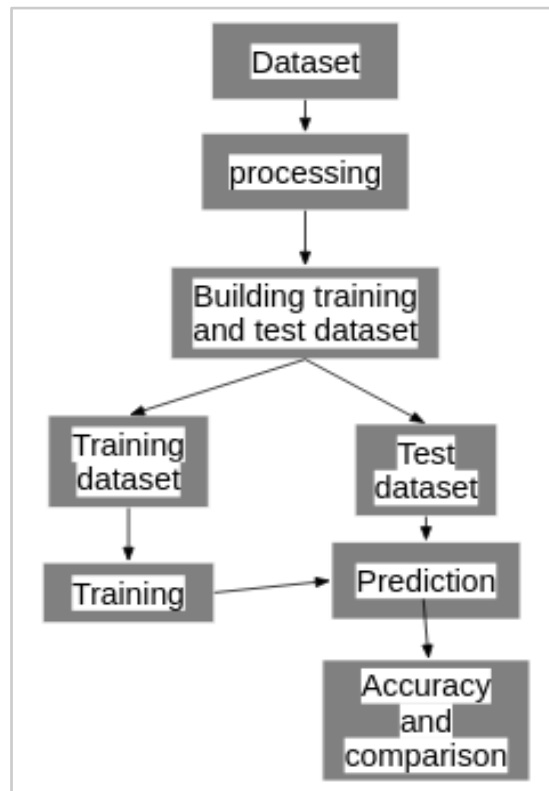 Dataset
processing
Building training
and test dataset
Training
dataset
Test
dataset
Training
Prediction
Accuracy
and
comparison